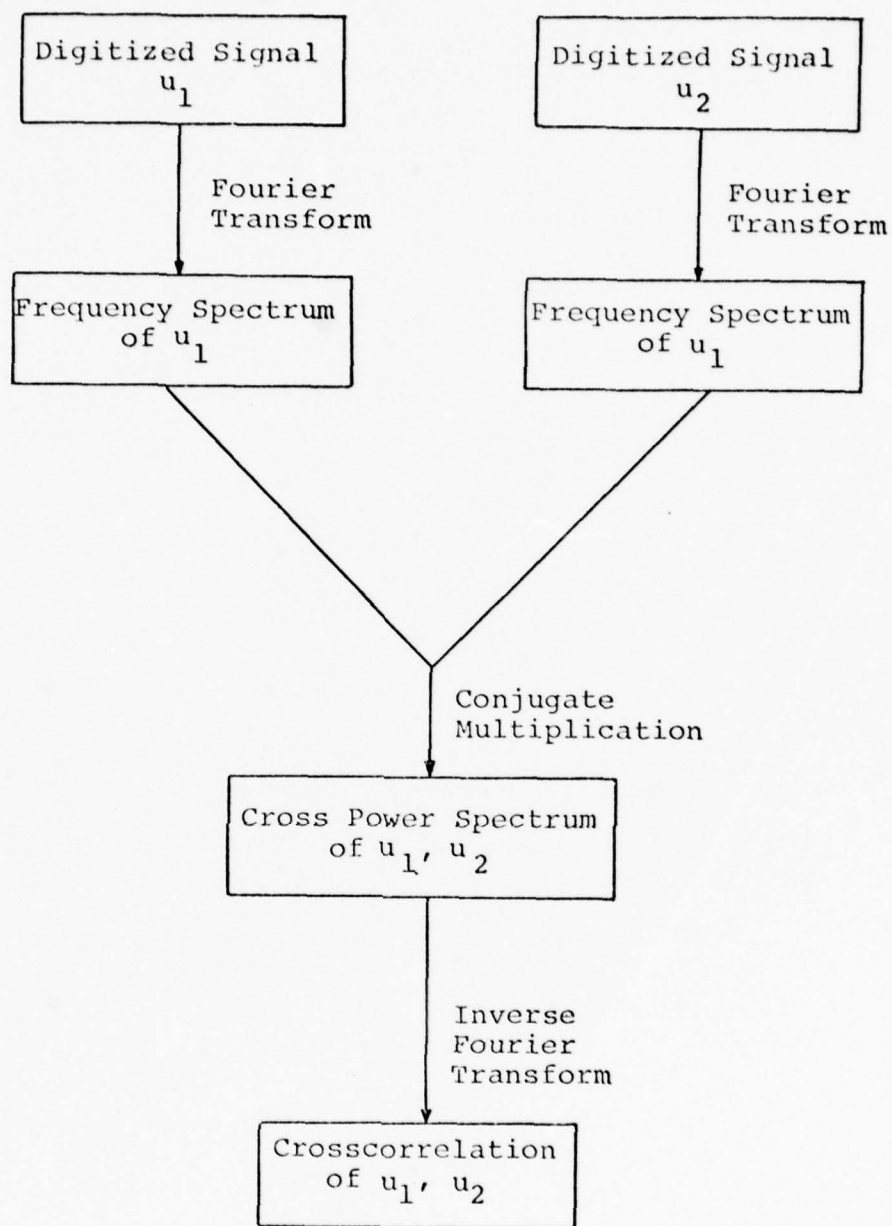 Digitized Signal
u1
Digitized Signal
u2
Fourier
Transform
Fourier
Transform
Frequency Spectrum
of u1
Frequency Spectrum
of u1
Conjugate
Multiplication
Cross Power Spectrum
of u1, u2
Inverse
Fourier
Transform
Crosscorrelation
of u1, u2